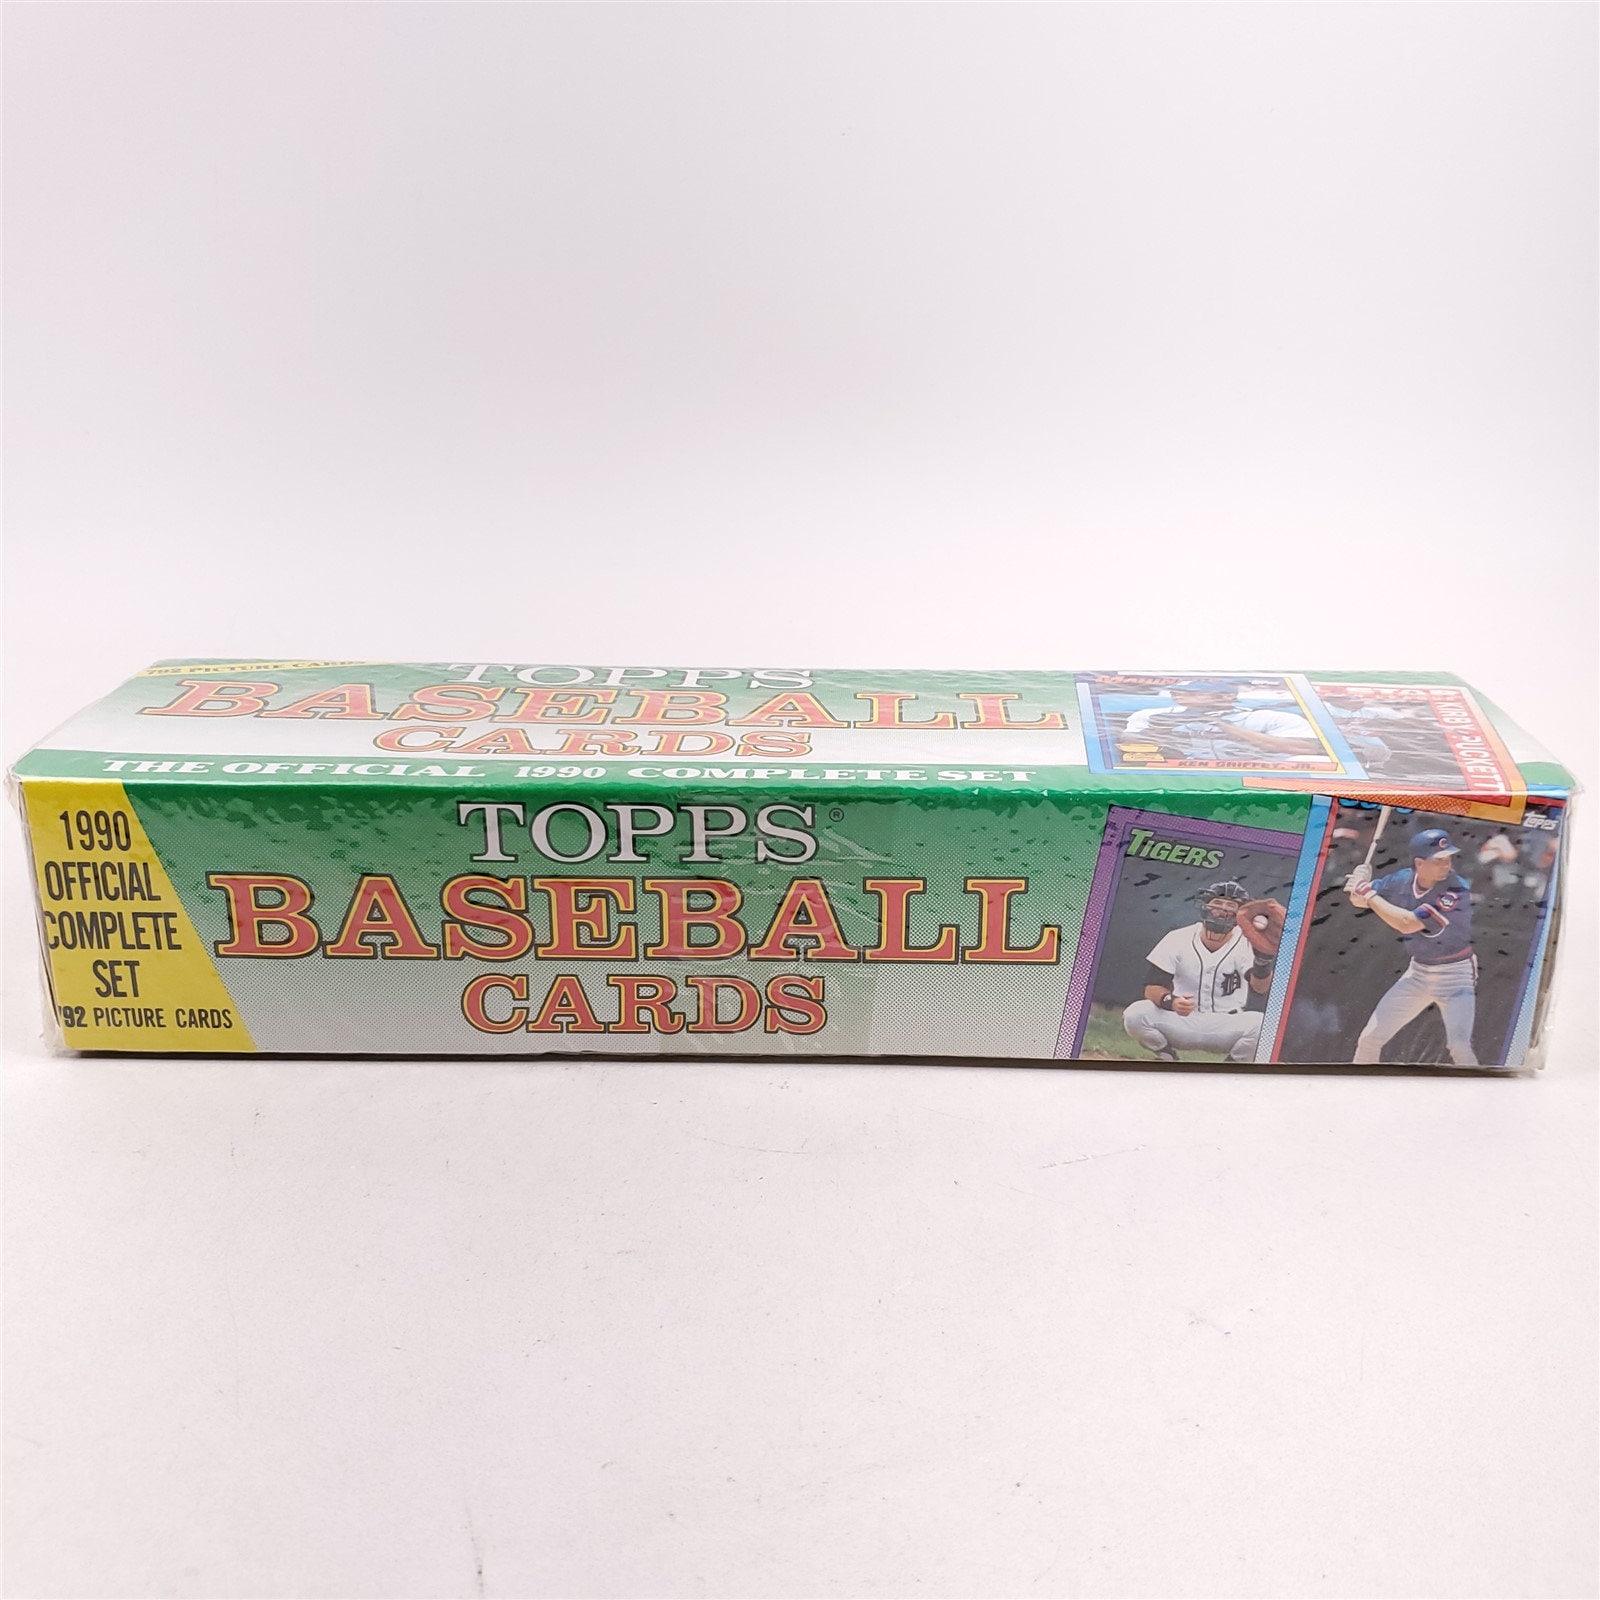 792 PICTURE CARDS
TOPPS
BASEBALL
CARDS
THE OFFICIAL 1990 COMPLETE SET
KEN GRIFFEY, JR.
KIRBY PUCKETT
1990
OFFICIAL
COMPLETE
SET
792 PICTURE CARDS
TOPPS®
BASEBALL
CARDS
TIGERS
D
TOPPS